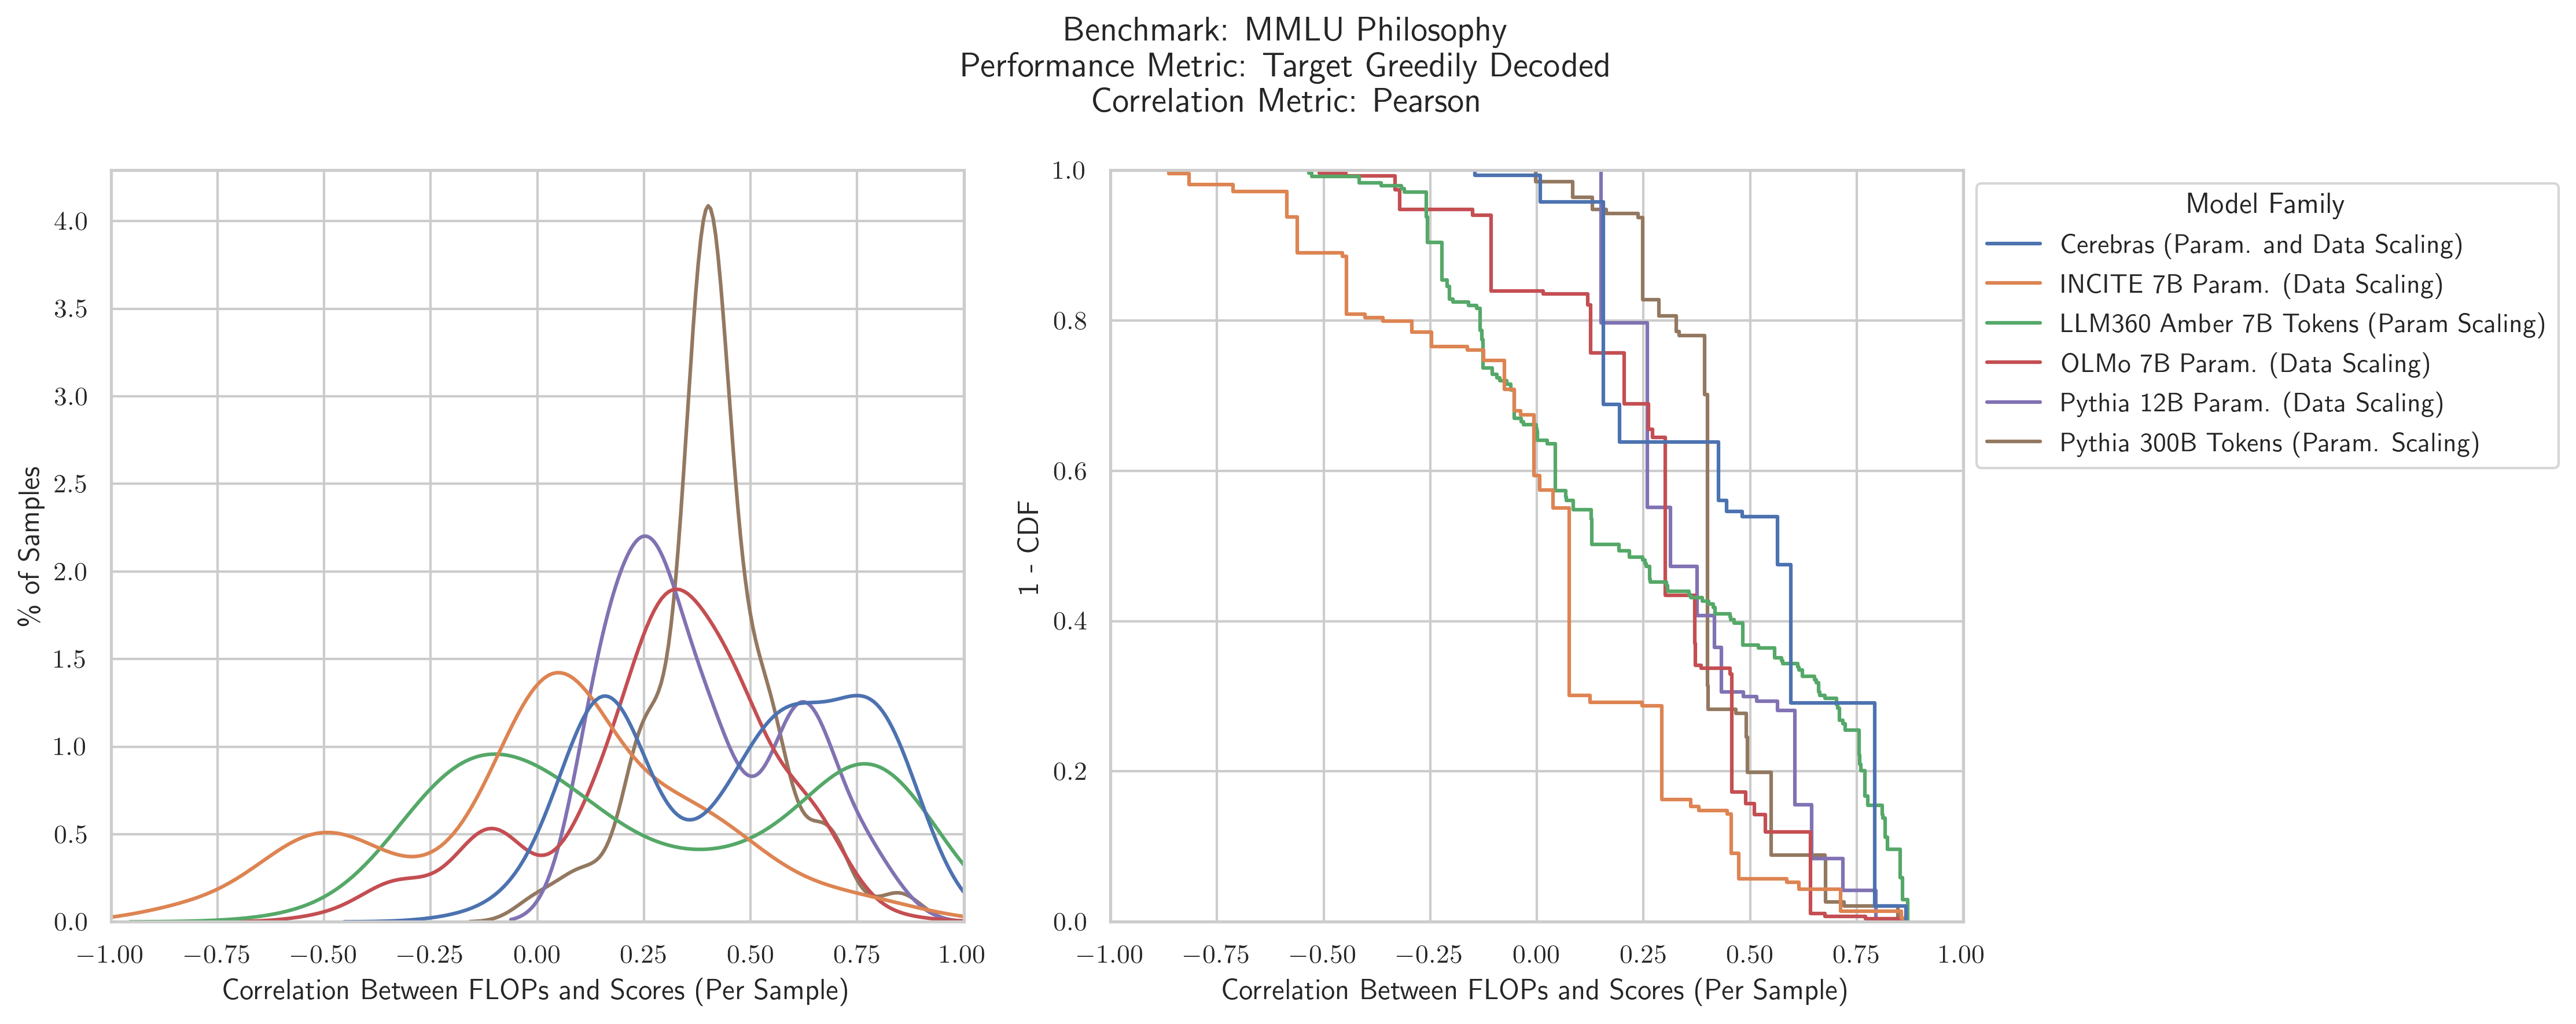 Benchmark: MMLU Philosophy
Performance Metric: Target Greedily Decoded
Correlation Metric: Pearson
% of Samples
4.0
3.5
3.0
2.5
2.0
1.5
1.0
0.5
0.0
−1.00 −0.75 −0.50 −0.25 0.00 0.25 0.50 0.75 1.00
Correlation Between FLOPs and Scores (Per Sample)
1 - CDF
1.0
0.8
0.6
0.4
0.2
0.0
−1.00 −0.75 −0.50 −0.25 0.00 0.25 0.50 0.75 1.00
Correlation Between FLOPs and Scores (Per Sample)
Model Family
Cerebras (Param. and Data Scaling)
INCITE 7B Param. (Data Scaling)
LLM360 Amber 7B Tokens (Param Scaling)
OLMo 7B Param. (Data Scaling)
Pythia 12B Param. (Data Scaling)
Pythia 300B Tokens (Param. Scaling)